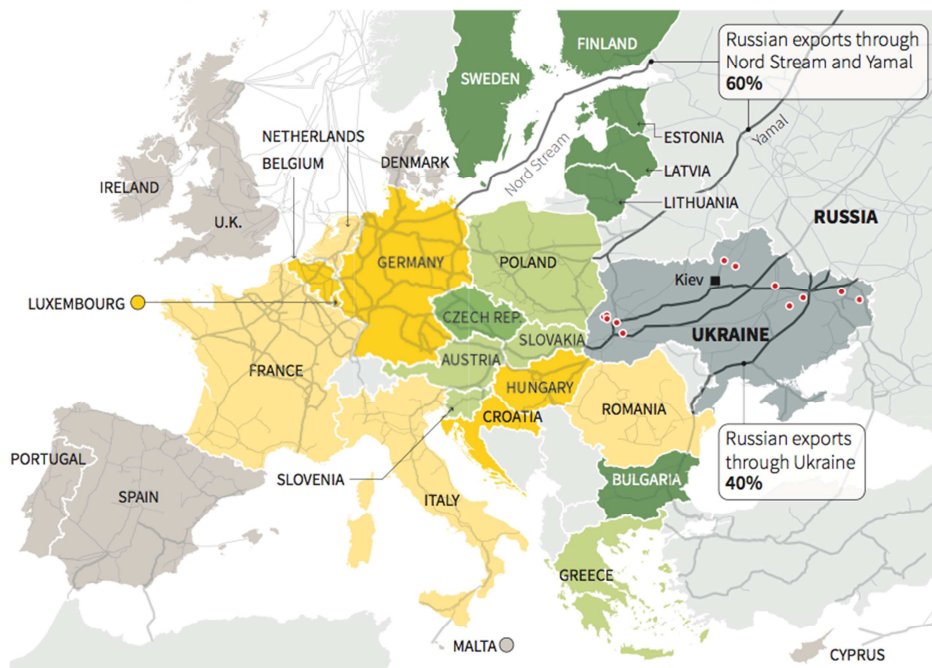 FINLAND
Russian exports through
Nord Stream and Yamal
60%
SWEDEN
NETHERLANDS
BELGIUM
DENMARK
Nord Stream
ESTONIA
Yamal
LATVIA
IRELAND
LITHUANIA
U.K.
RUSSIA
GERMANY
POLAND
Kiev
LUXEMBOURG
CZECH REP.
UKRAINE
SLOVAKIA
AUSTRIA
FRANCE
HUNGARY
ROMANIA
CROATIA
Russian exports
through Ukraine
40%
PORTUGAL
SLOVENIA
BULGARIA
SPAIN
ITALY
GREECE
MALTA
CYPRUS